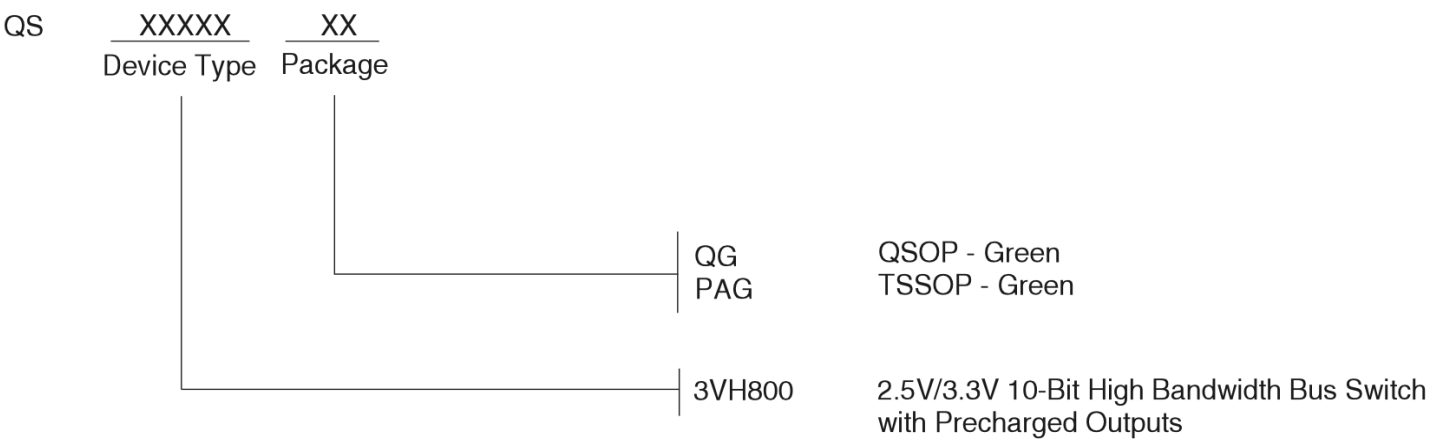 QS XXXXX XX
Device Type Package
QG QSOP - Green
PAG TSSOP - Green
3VH800 2.5V/3.3V 10-Bit High Bandwidth Bus Switch
with Precharged Outputs